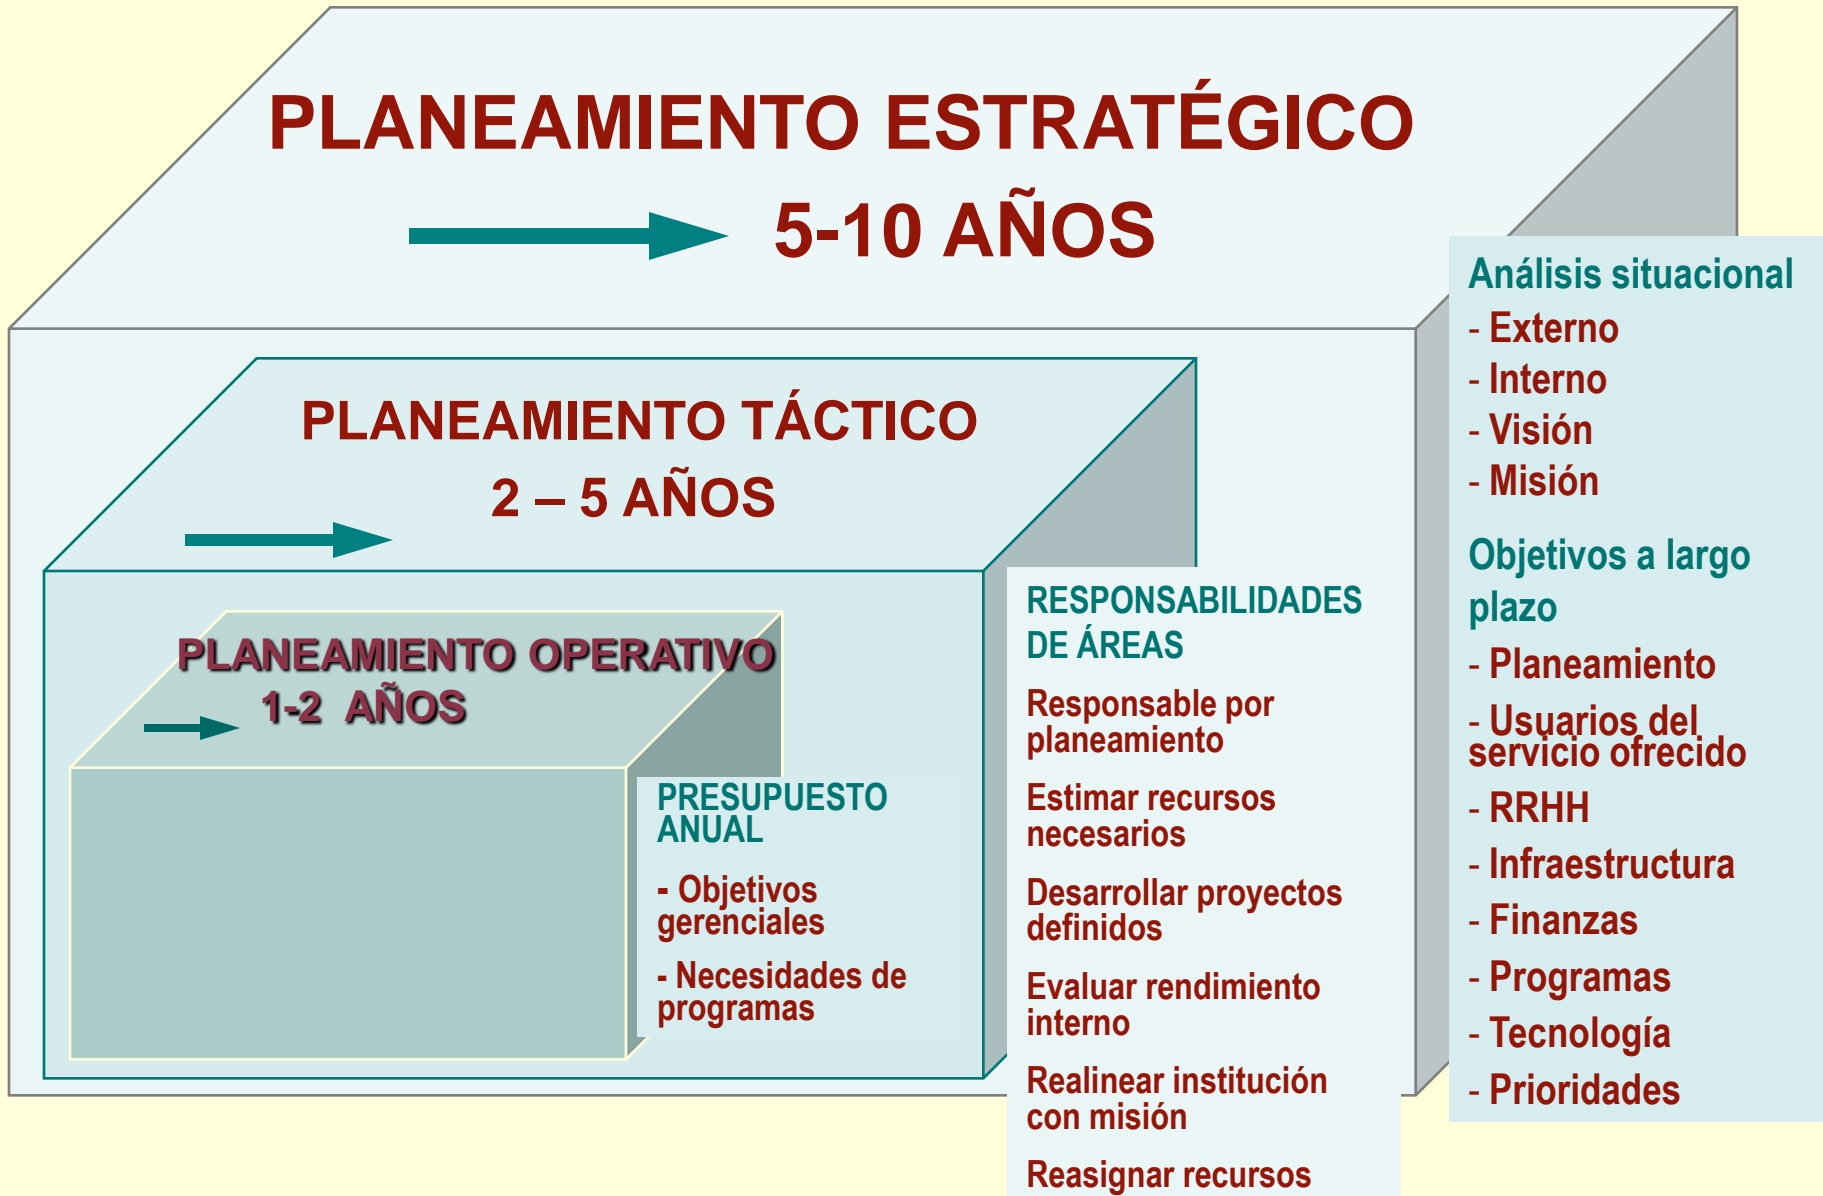 PLANEAMIENTO ESTRATÉGICO
5-10 AÑOS
PLANEAMIENTO TÁCTICO
2 – 5 AÑOS
PLANEAMIENTO OPERATIVO
1-2 AÑOS
PRESUPUESTO
ANUAL
- Objetivos
gerenciales
- Necesidades de
programas
RESPONSABILIDADES
DE ÁREAS
Responsable por
planeamiento
Estimar recursos
necesarios
Desarrollar proyectos
definidos
Evaluar rendimiento
interno
Realinear institución
con misión
Reasignar recursos
Análisis situacional
- Externo
- Interno
- Visión
- Misión
Objetivos a largo
plazo
- Planeamiento
- Usuarios del
servicio ofrecido
- RRHH
- Infraestructura
- Finanzas
- Programas
- Tecnología
- Prioridades